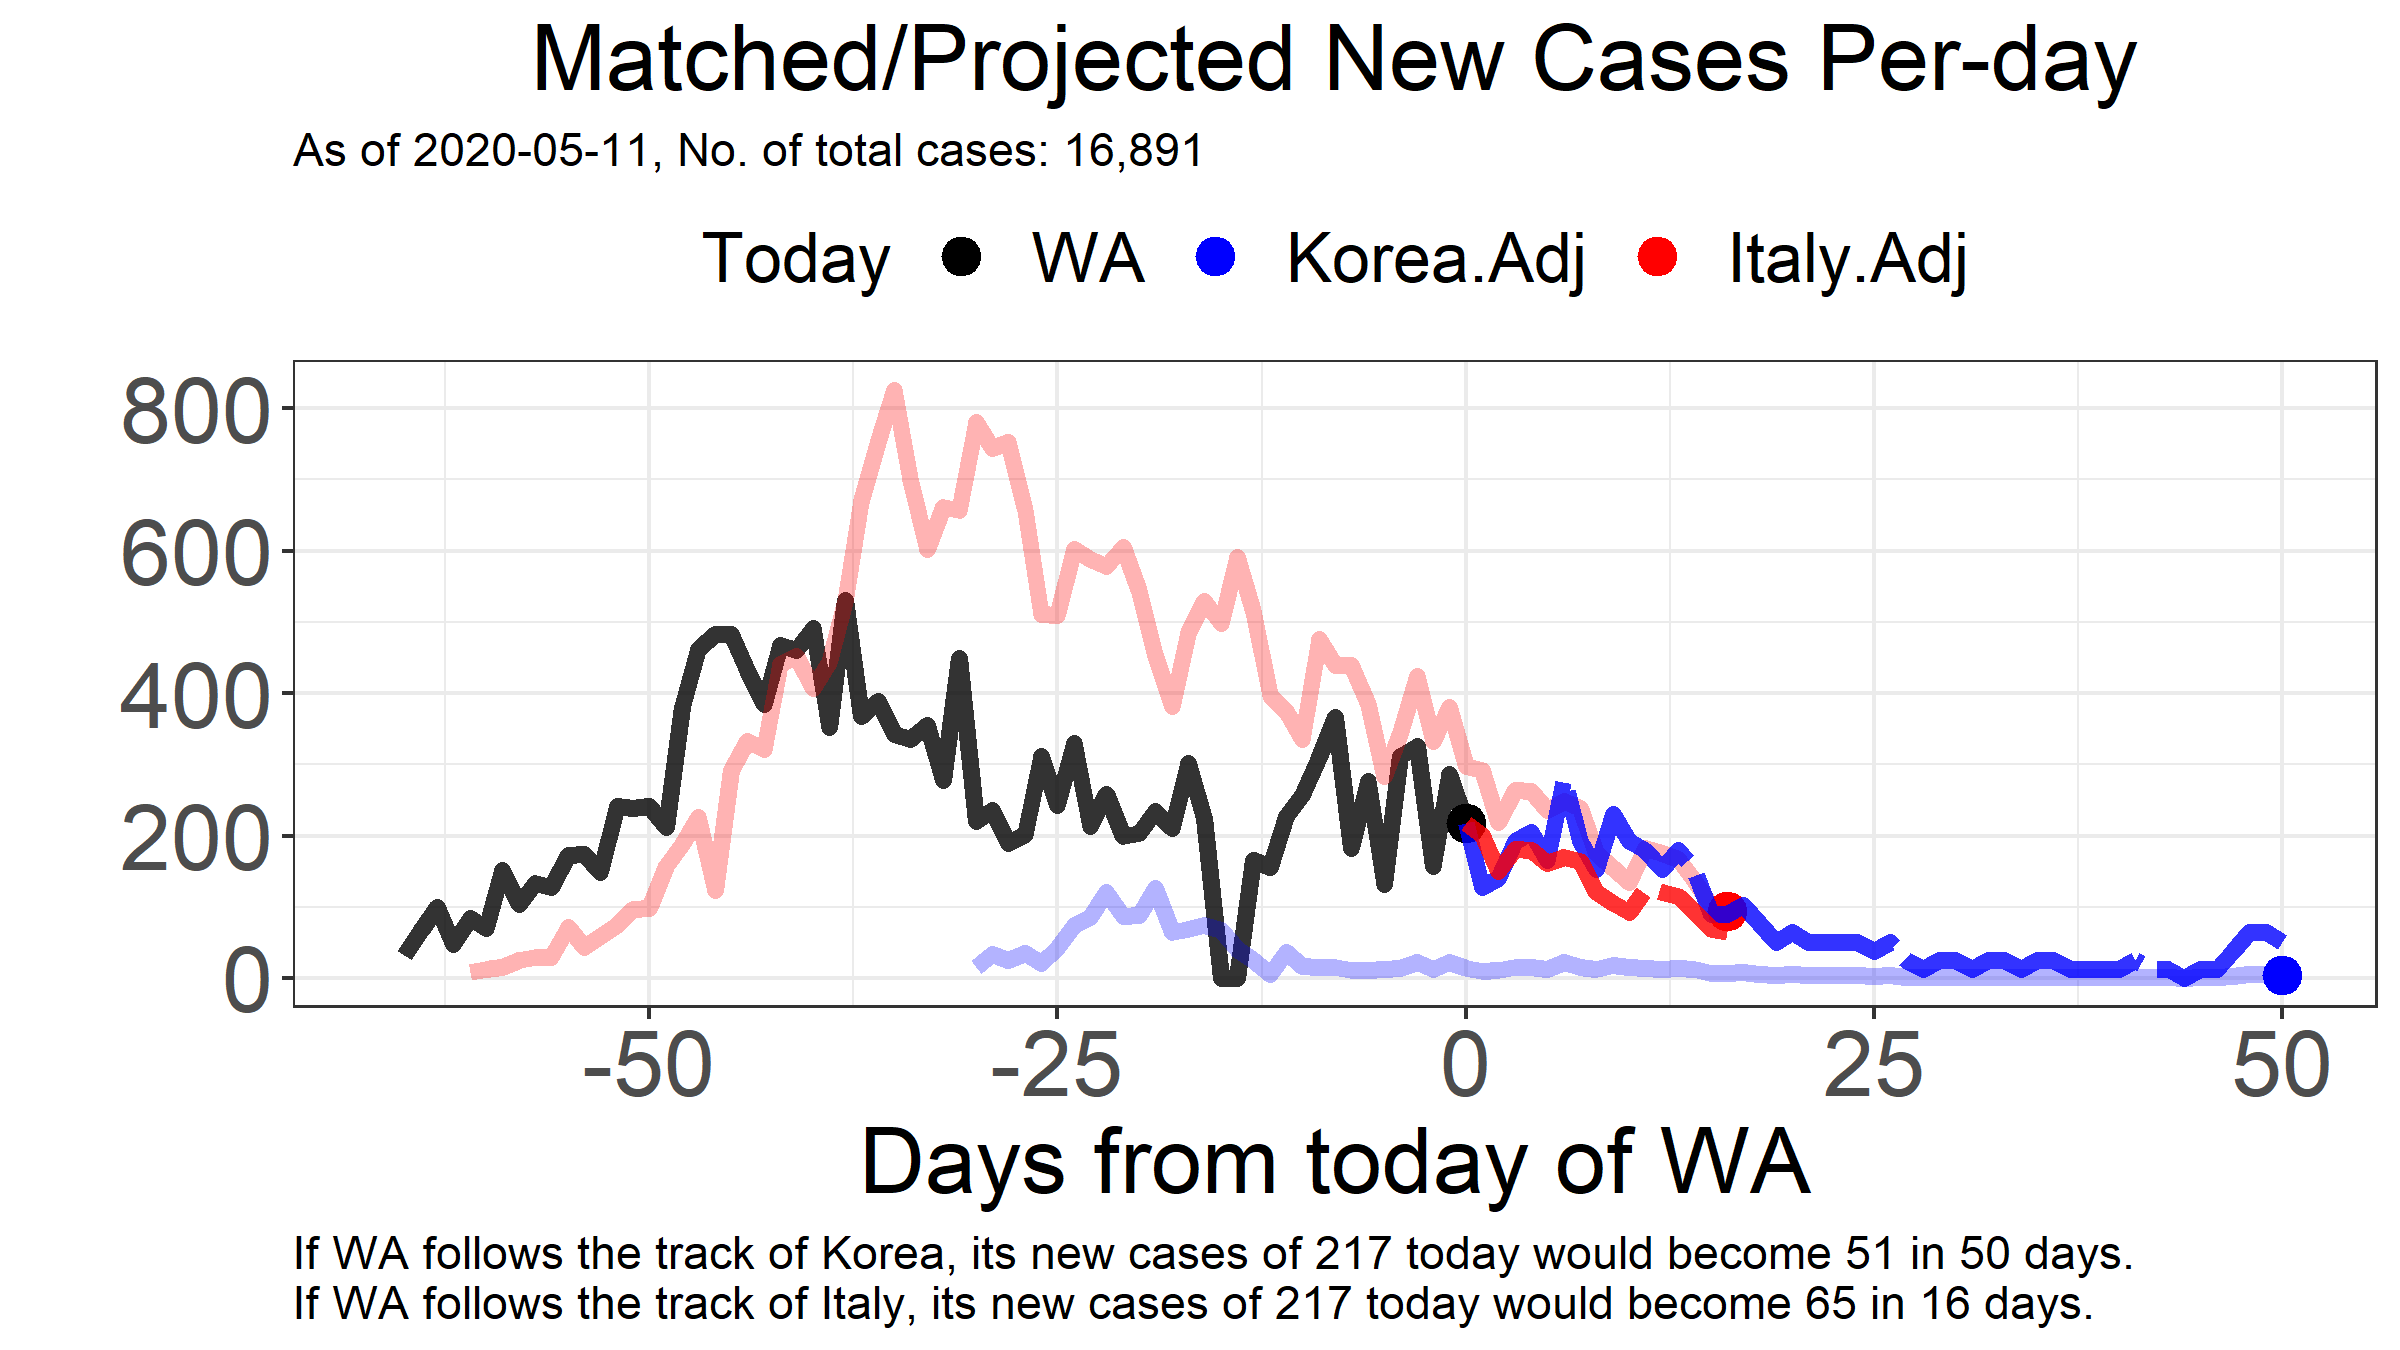 Matched/Projected New Cases Per-day
As of 2020-05-11, No. of total cases: 16,891
Today WA Korea.Adj Italy.Adj
800
600
400
200
0
-50 -25 0 25 50
Days from today of WA
If WA follows the track of Korea, its new cases of 217 today would become 51 in 50 days.
If WA follows the track of Italy, its new cases of 217 today would become 65 in 16 days.